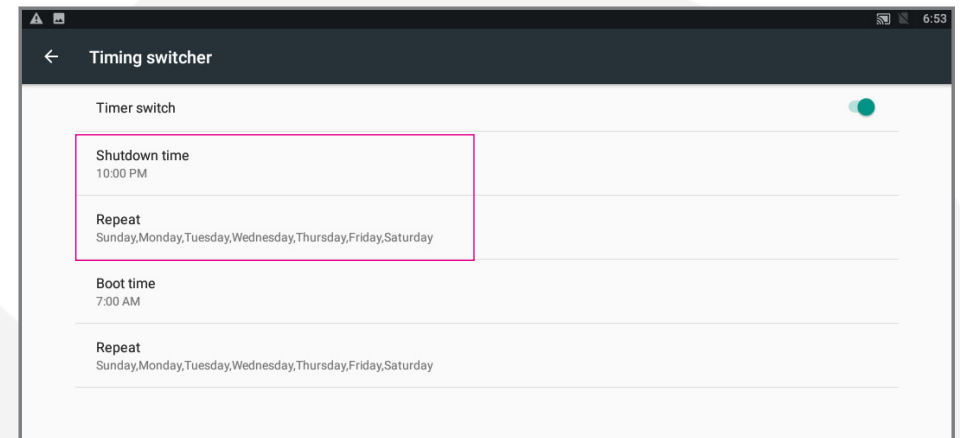 6:53
Timing switcher
Timer switch
Shutdown time
10:00 PM
Repeat
Sunday,Monday,Tuesday,Wednesday,Thursday,Friday,Saturday
Boot time
7:00 AM
Repeat
Sunday,Monday,Tuesday,Wednesday,Thursday,Friday,Saturday